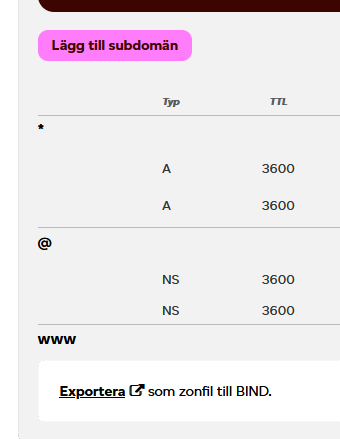 Lägg till subdomän
Typ TTL
*
A 3600
A 3600
@
NS 3600
NS 3600
www
Exportera som zonfil till BIND.